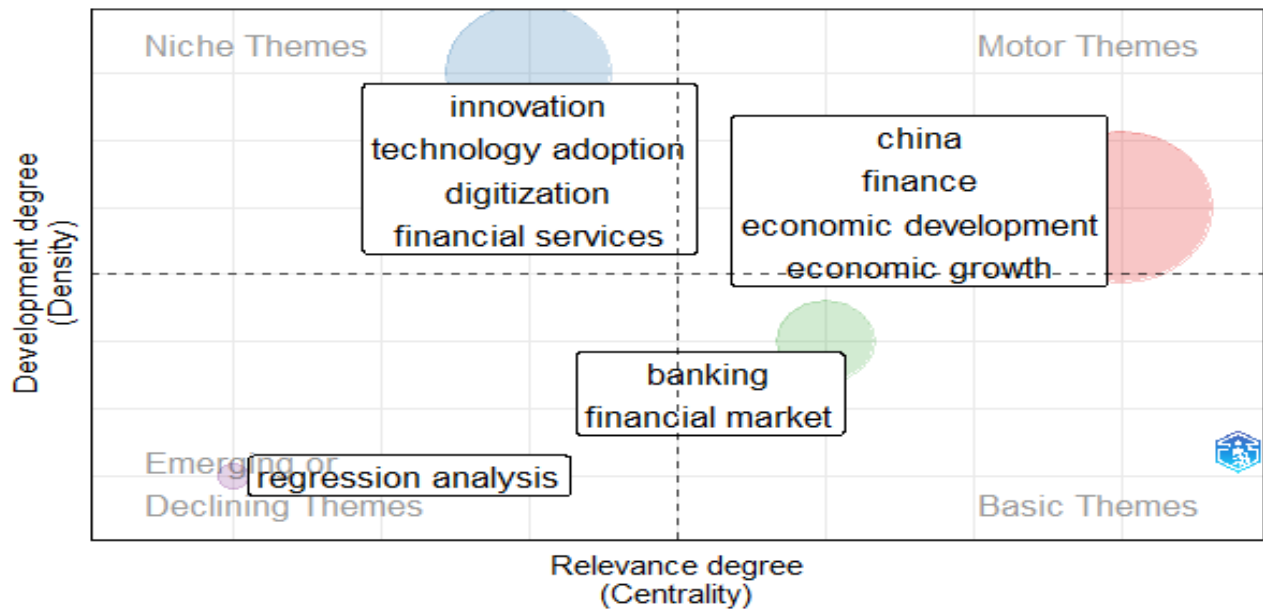 Niche Themes
Motor Themes
innovation
technology adoption
digitization
financial services
china
finance
economic development
economic growth
Development degree
(Density)
banking
financial market
Emerging or
Declining Themes
regression analysis
Basic Themes
Relevance degree
(Centrality)